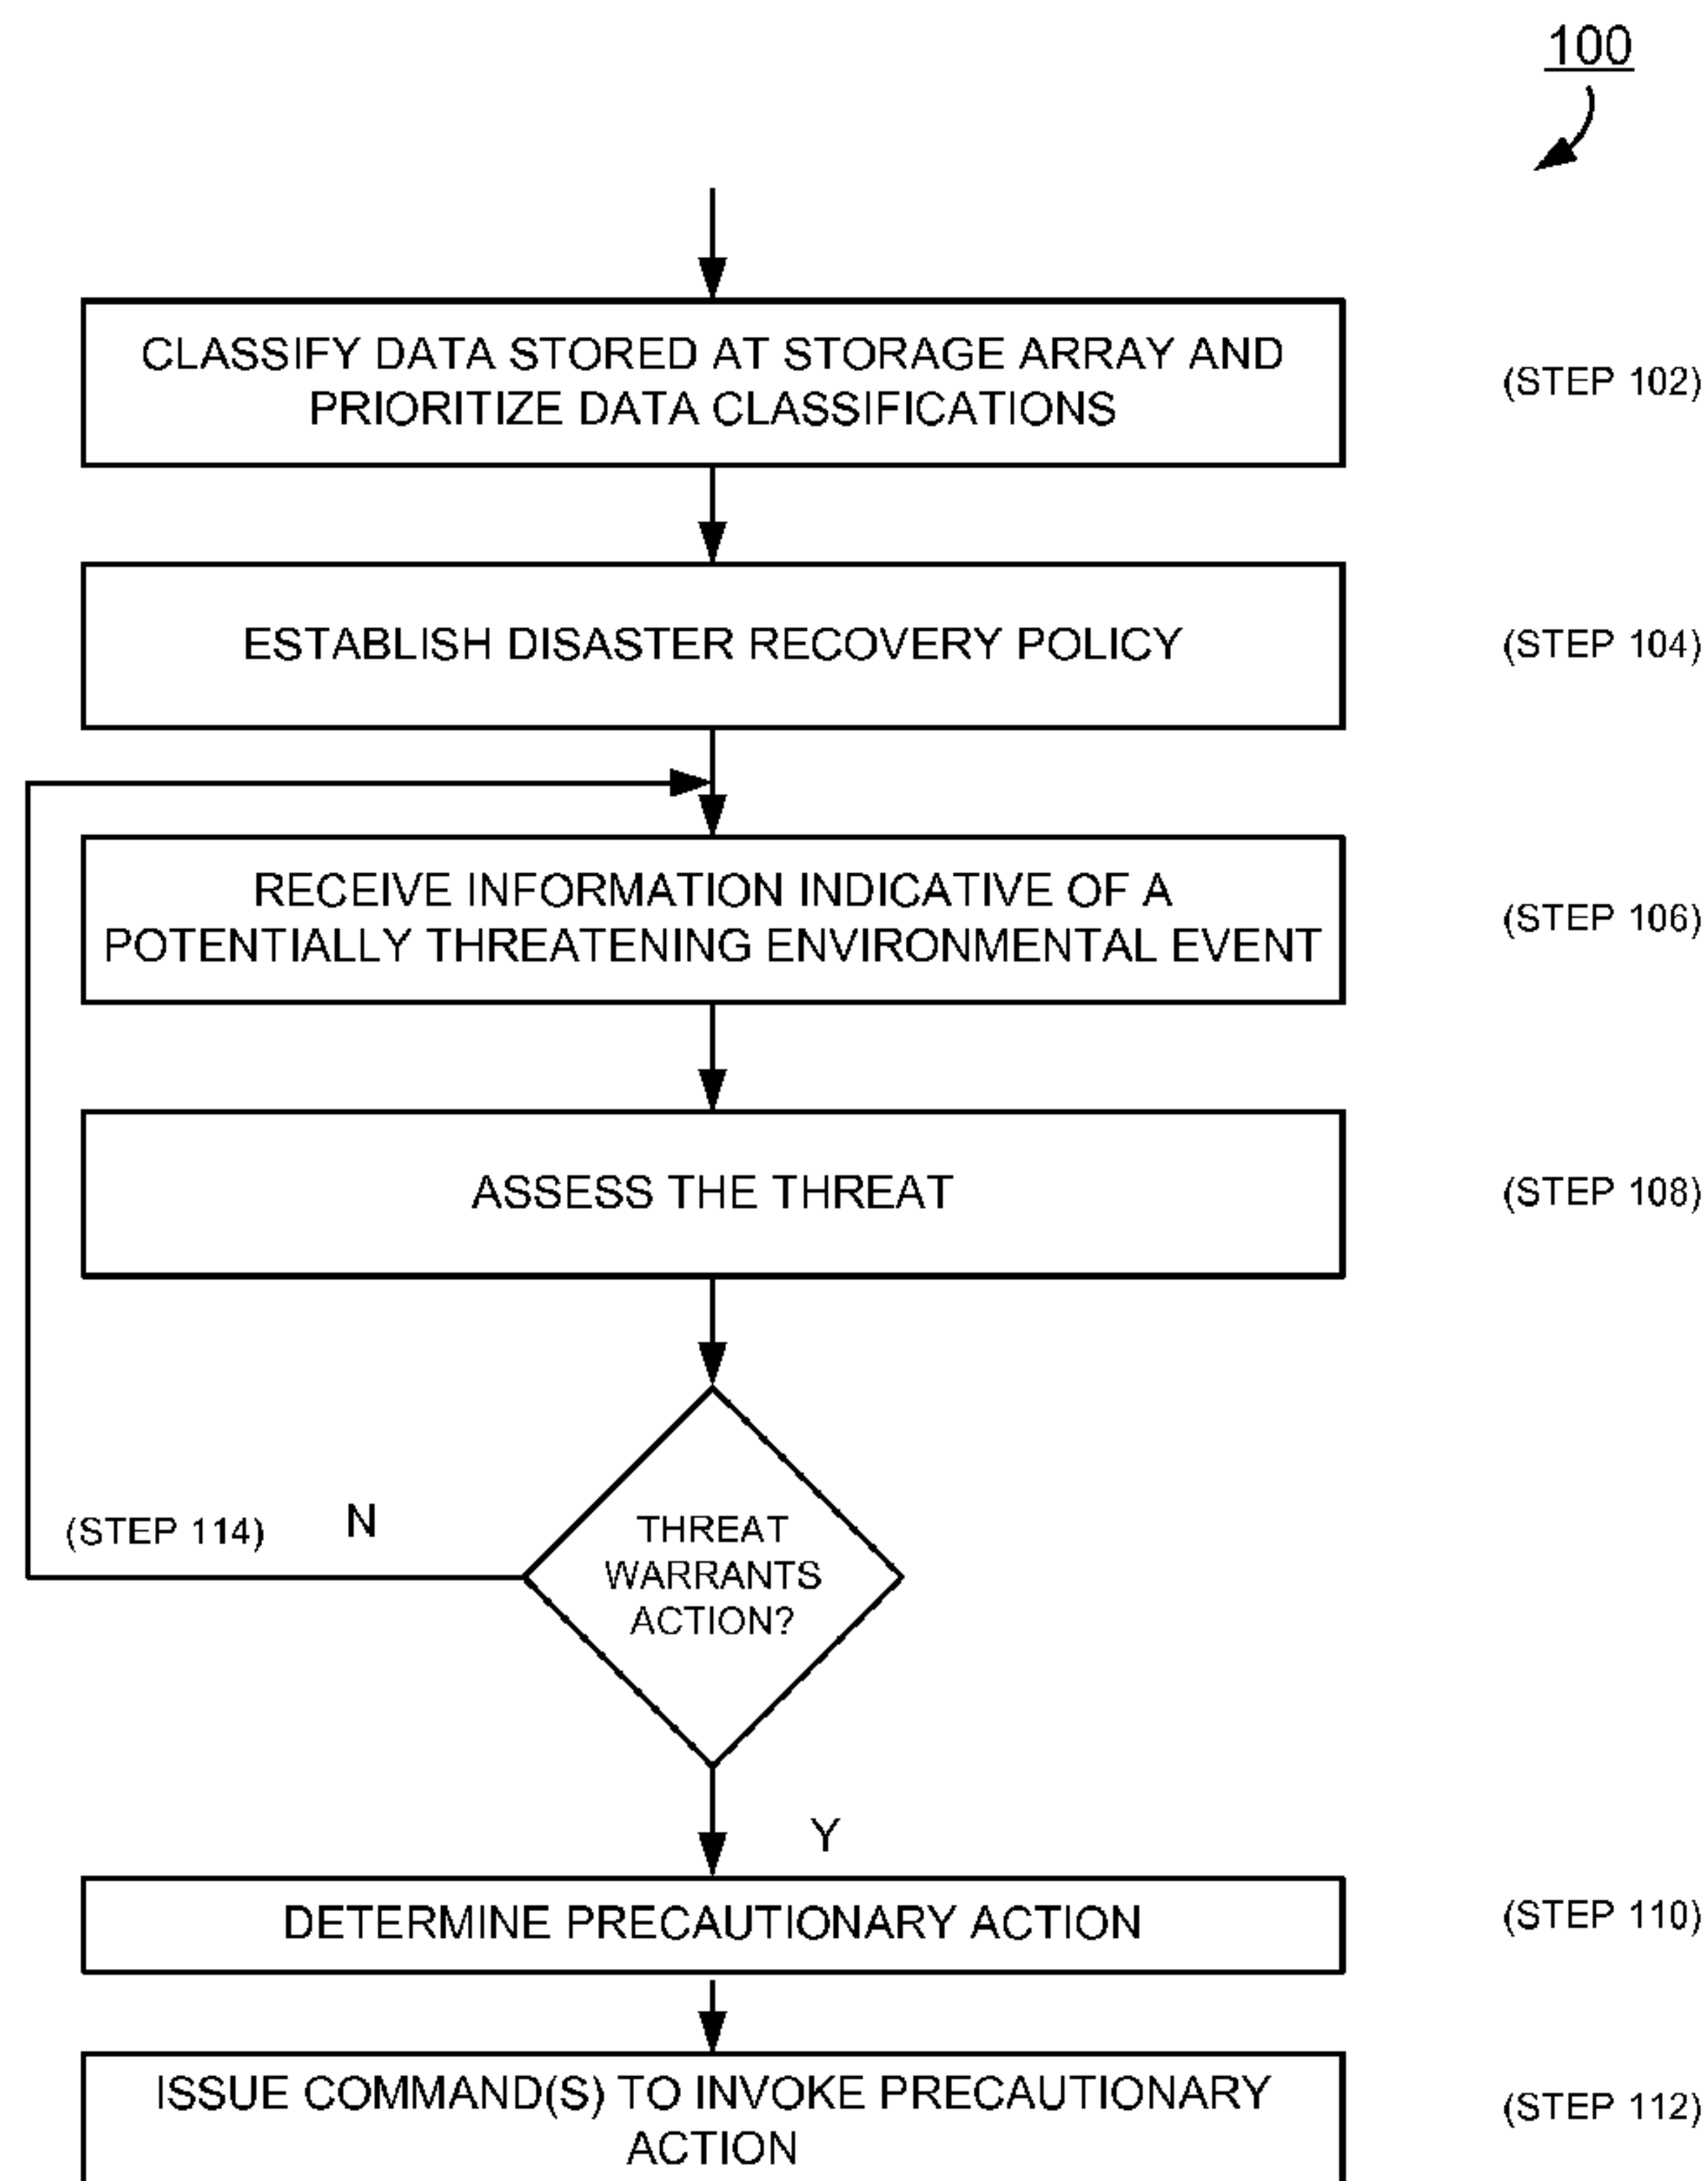 100
CLASSIFY DATA STORED AT STORAGE ARRAY AND
PRIORITIZE DATA CLASSIFICATIONS
(STEP 102)
ESTABLISH DISASTER RECOVERY POLICY
(STEP 104)
RECEIVE INFORMATION INDICATIVE OF A
POTENTIALLY THREATENING ENVIRONMENTAL EVENT
(STEP 106)
ASSESS THE THREAT
(STEP 108)
THREAT
WARRANTS
ACTION?
(STEP 114)
N
Y
DETERMINE PRECAUTIONARY ACTION
(STEP 110)
ISSUE COMMAND(S) TO INVOKE PRECAUTIONARY
ACTION
(STEP 112)